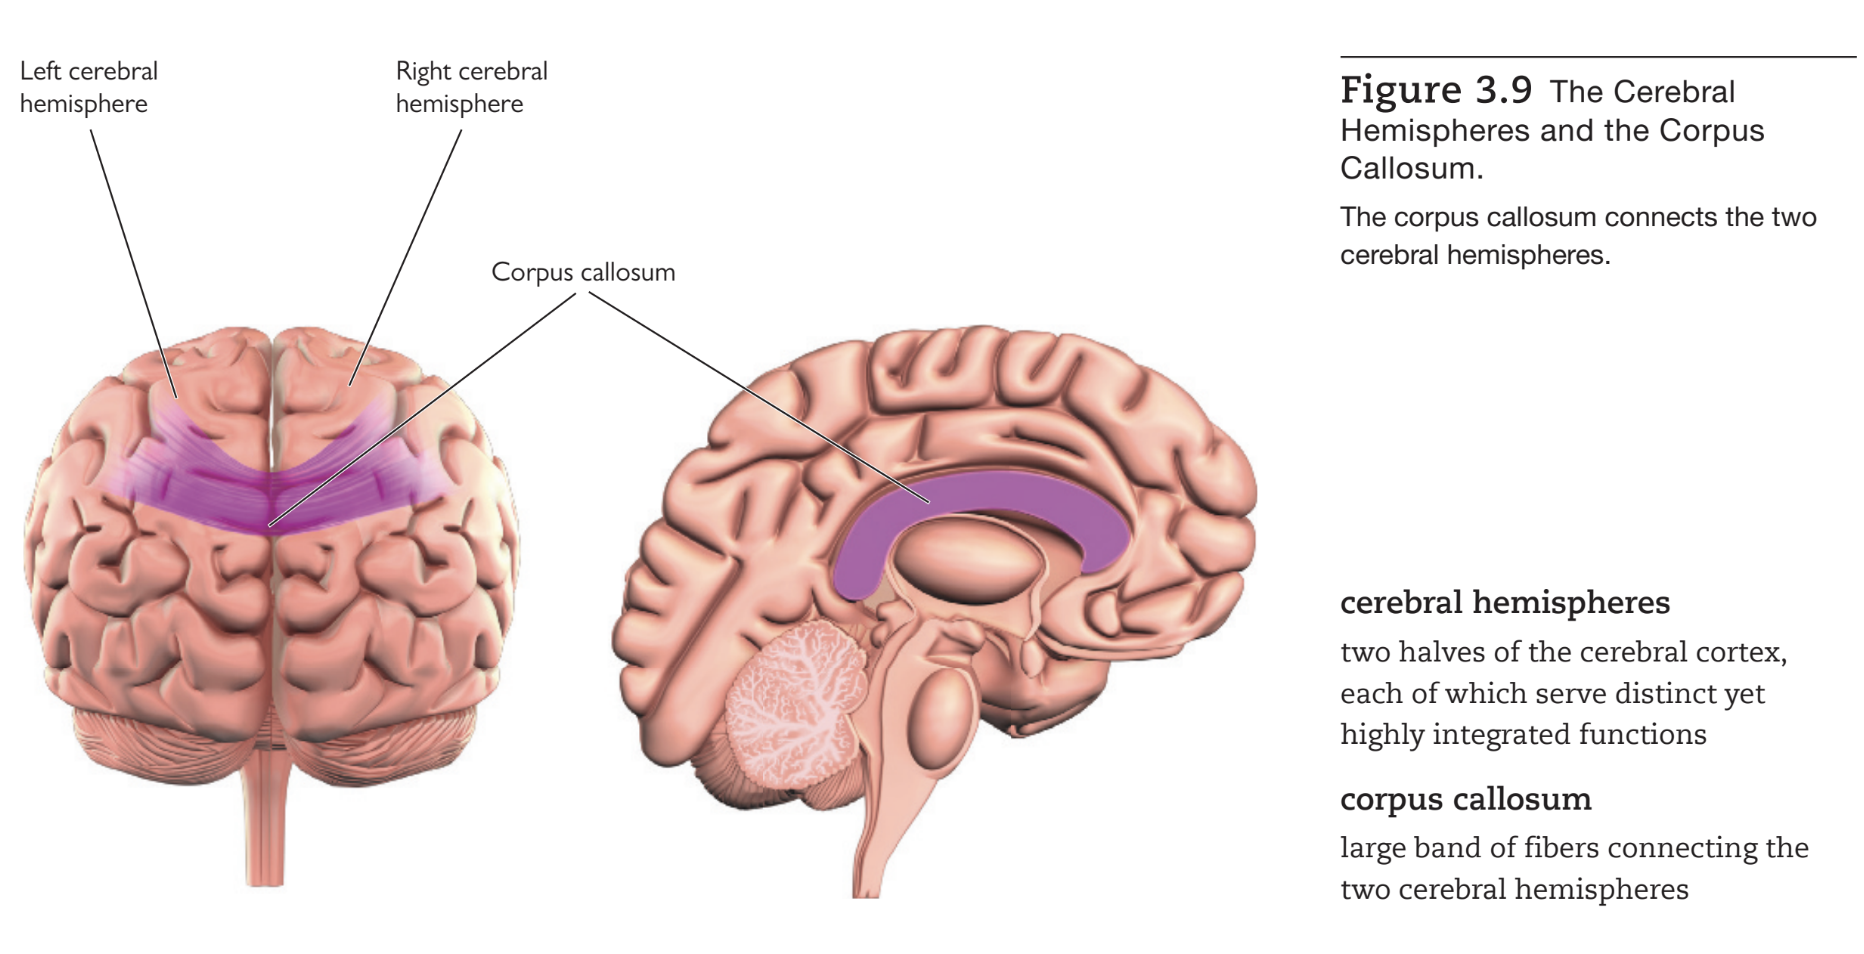 Left cerebral
hemisphere
Right cerebral
hemisphere
Corpus callosum
Figure 3.9 The Cerebral
Hemispheres and the Corpus
Callosum.
The corpus callosum connects the two
cerebral hemispheres.
cerebral hemispheres
two halves of the cerebral cortex,
each of which serve distinct yet
highly integrated functions
corpus callosum
large band of fibers connecting the
two cerebral hemispheres